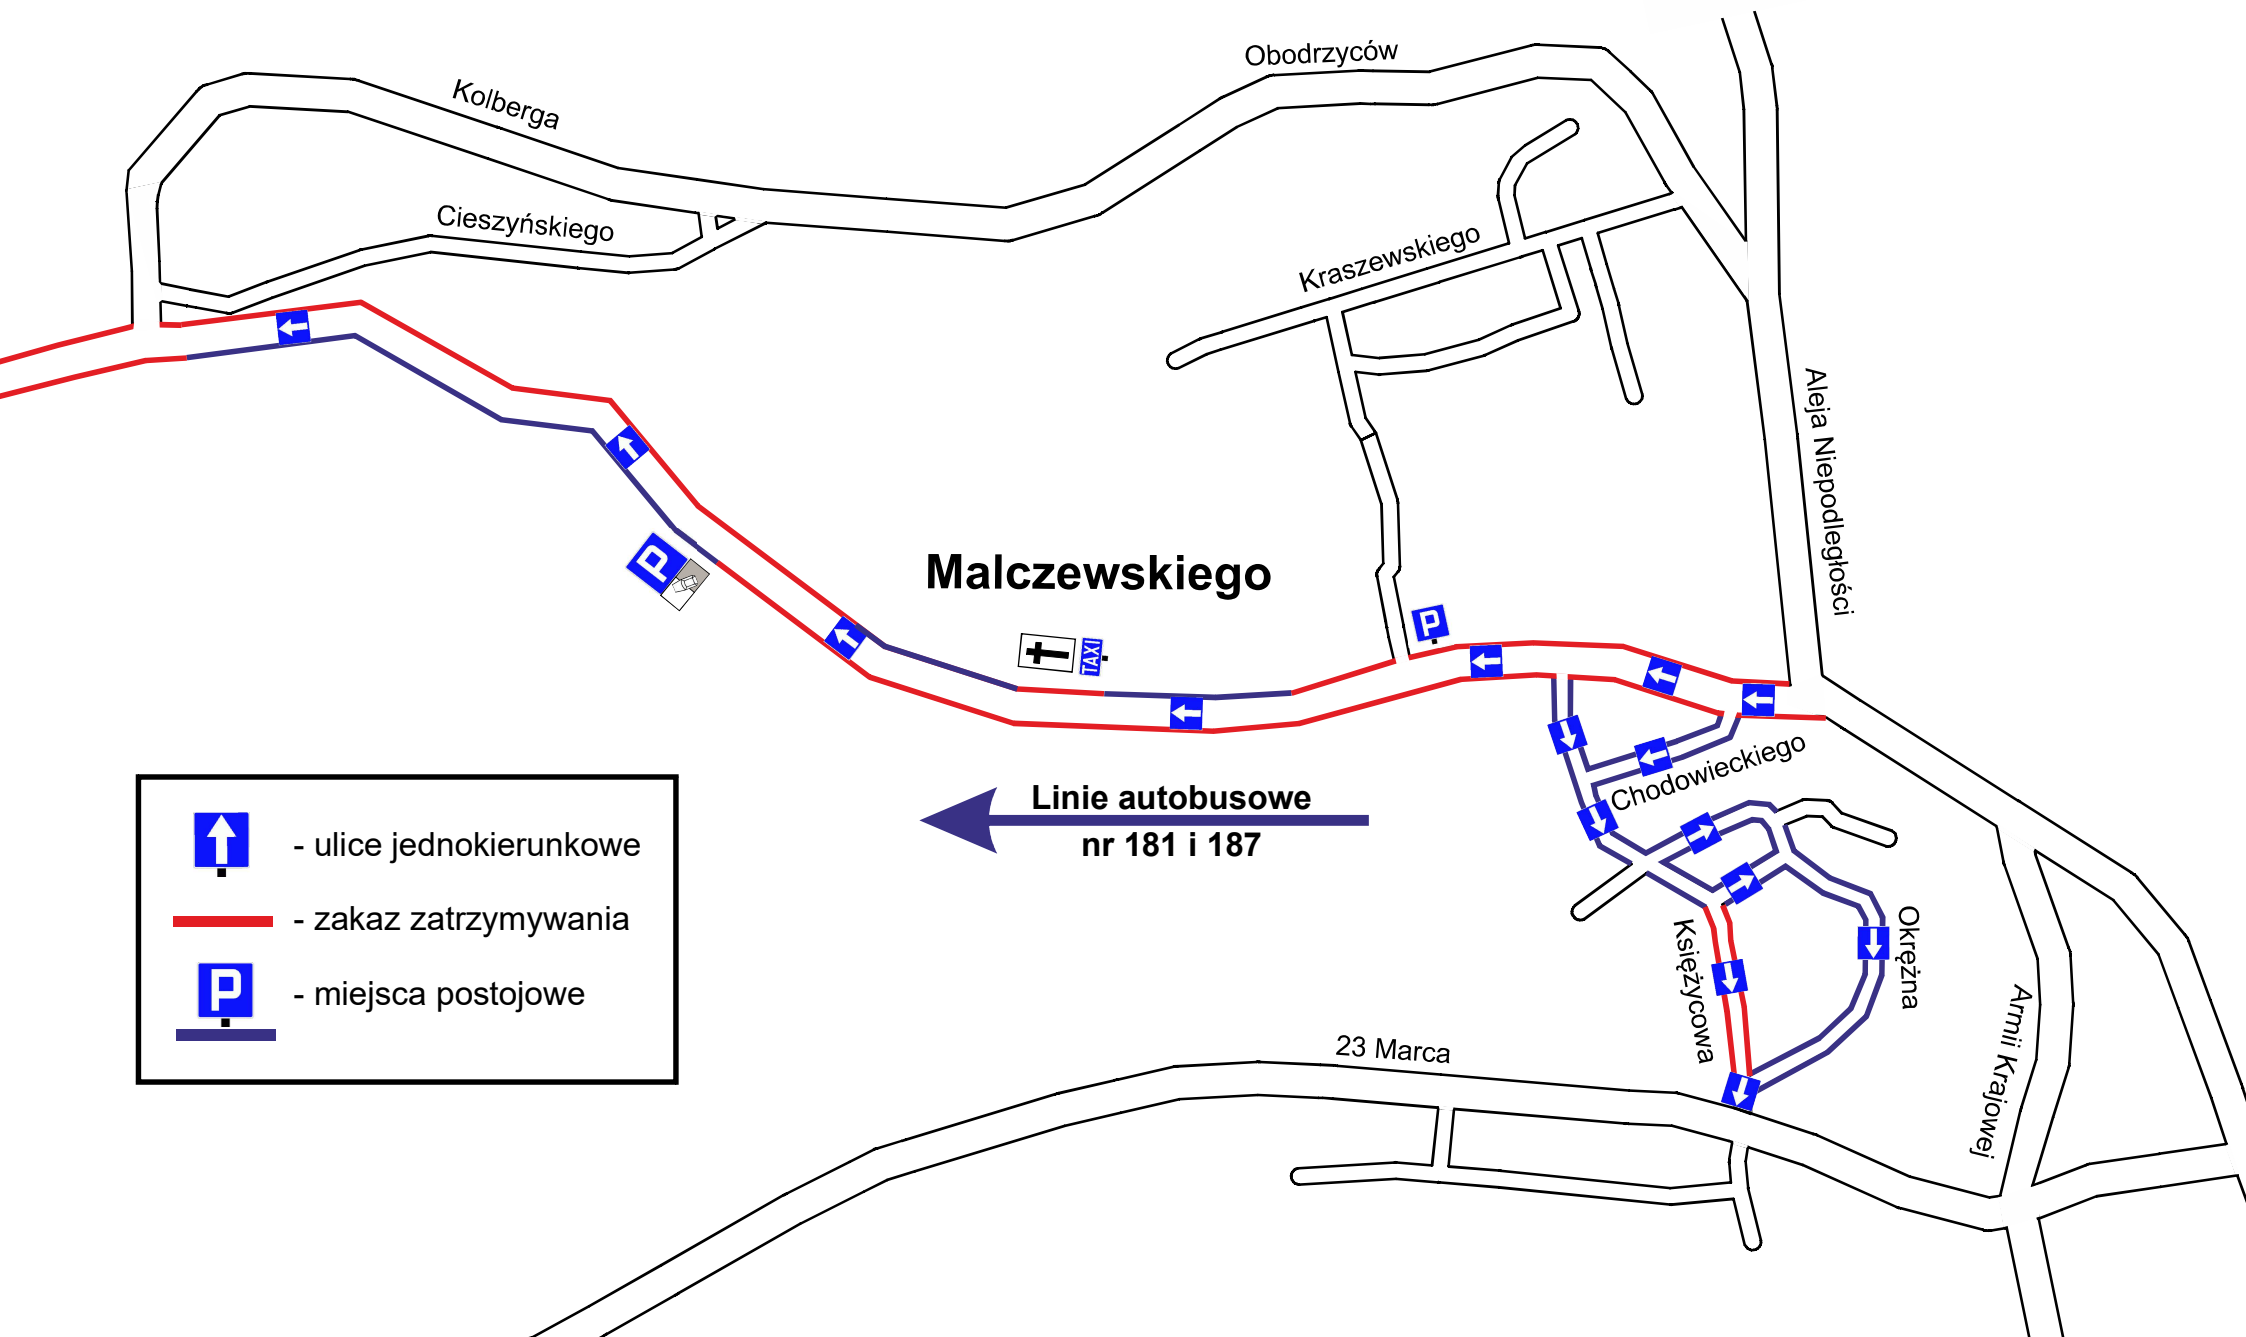 Obodrzyców
Kolberga
Cieszyńskiego
Kraszewskiego
Aleja Niepodległości
Malczewskiego
P
P
TAXI
Chodowieckiego
Linie autobusowe
nr 181 i 187
Księżycowa
Okrężna
Armii Krajowej
23 Marca
- ulice jednokierunkowe
- zakaz zatrzymywania
P
- miejsca postojowe